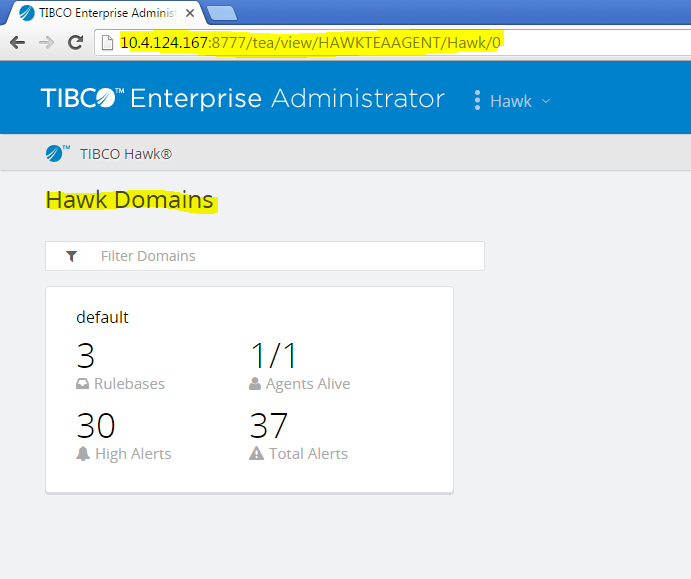 TIBCO Enterprise Administ
10.4.124.167:8777/tea/view/HAWKTEAAGENT/Hawk/0
TIBCO™ Enterprise Administrator Hawk
TM TIBCO Hawk®
Hawk Domains
Filter Domains
default
3 1/1
Rulebases Agents Alive
30 37
High Alerts Total Alerts